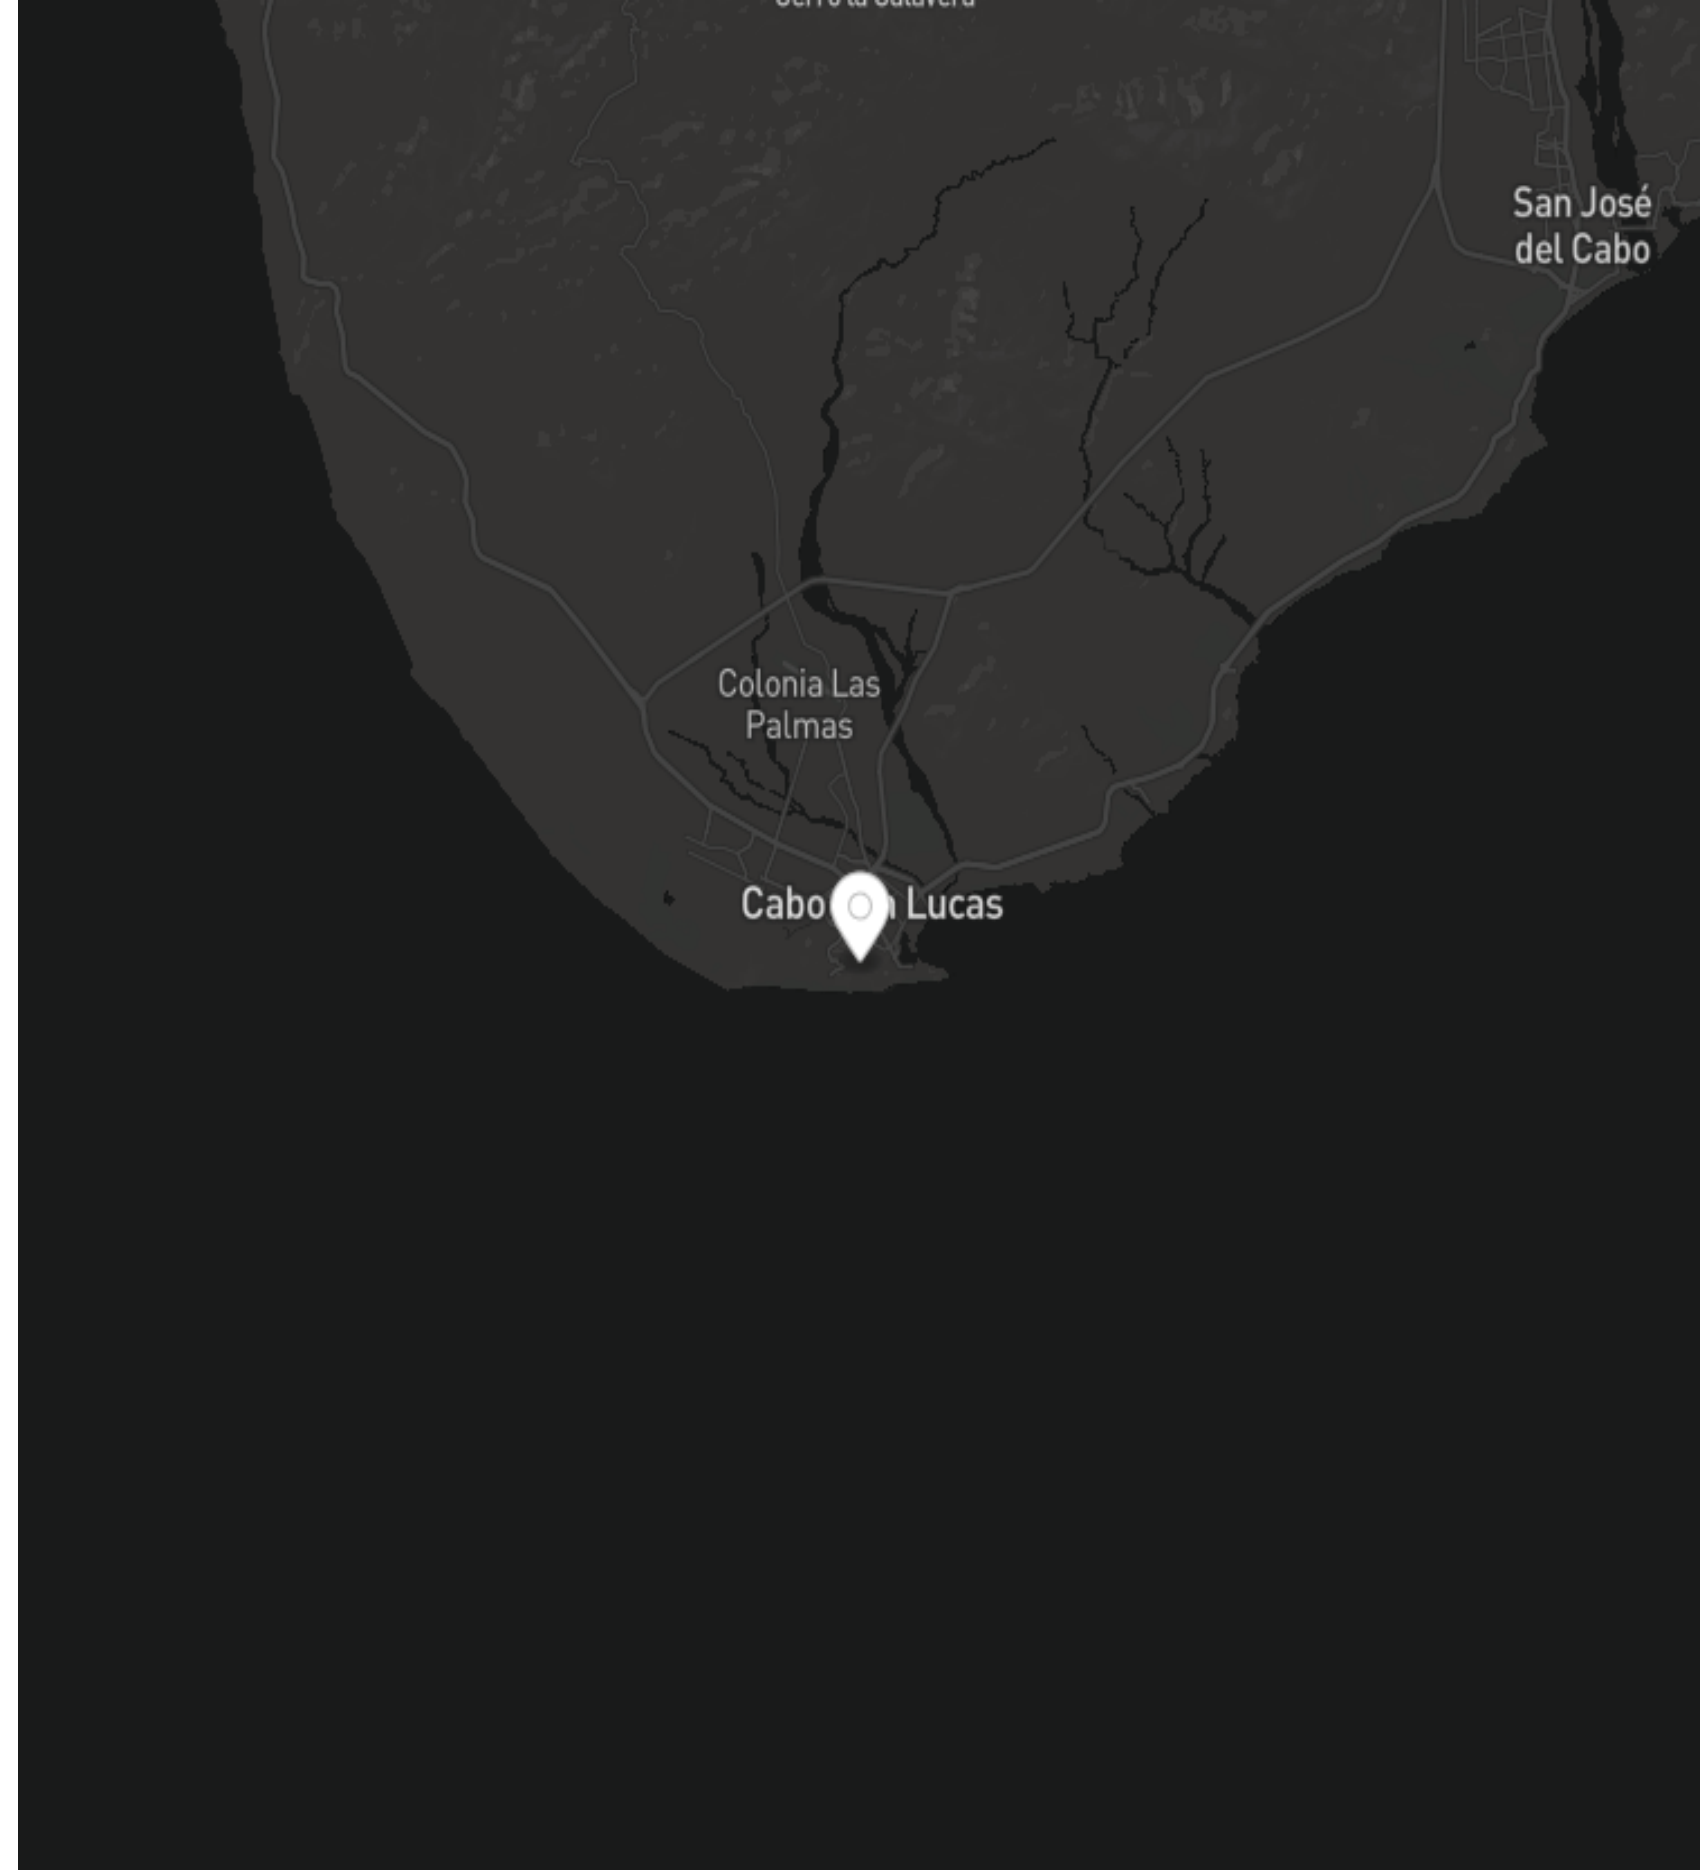 San José
del Cabo
Colonia Las
Palmas
Cabo Lucas